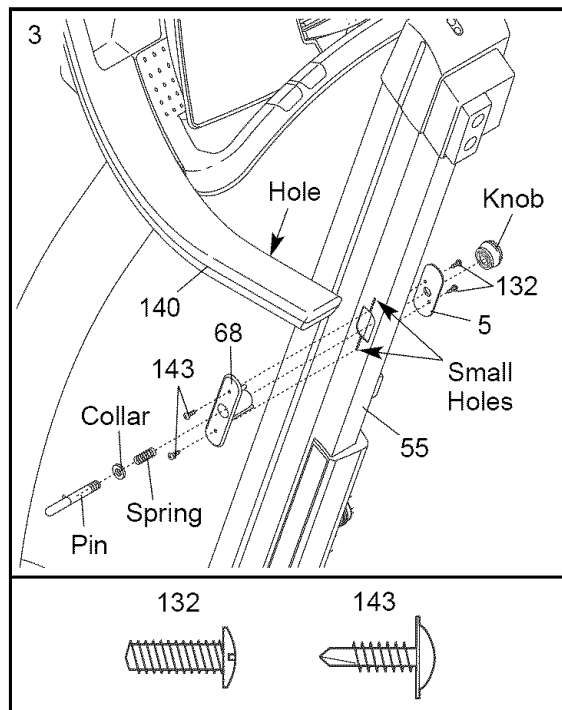 3
Hole
Knob
140
132
5
68
143
Small
Holes
Collar
55
Spring
Pin
132
143